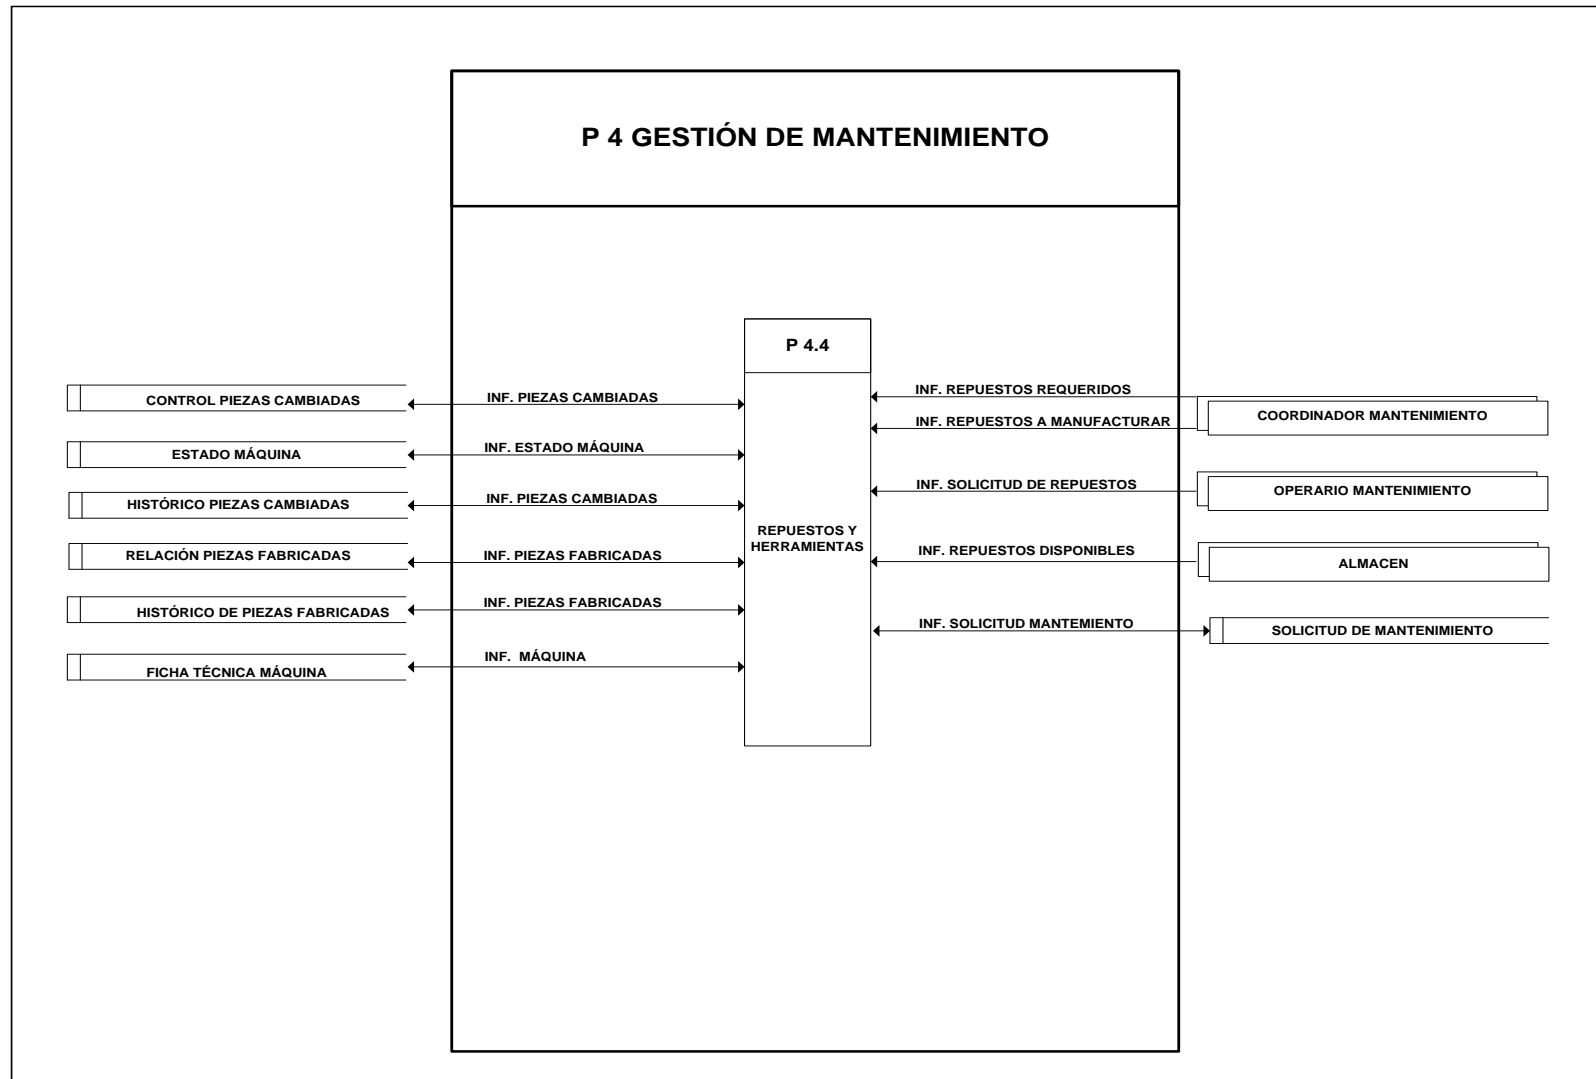 P 4 GESTIÓN DE MANTENIMIENTO
P 4.4
REPUESTOS Y
HERRAMIENTAS
CONTROL PIEZAS CAMBIADAS
INF. PIEZAS CAMBIADAS
ESTADO MÁQUINA
INF. ESTADO MÁQUINA
HISTÓRICO PIEZAS CAMBIADAS
INF. PIEZAS CAMBIADAS
RELACIÓN PIEZAS FABRICADAS
INF. PIEZAS FABRICADAS
HISTÓRICO DE PIEZAS FABRICADAS
INF. PIEZAS FABRICADAS
FICHA TÉCNICA MÁQUINA
INF. MÁQUINA
INF. REPUESTOS REQUERIDOS
INF. REPUESTOS A MANUFACTURAR
COORDINADOR MANTENIMIENTO
INF. SOLICITUD DE REPUESTOS
OPERARIO MANTENIMIENTO
INF. REPUESTOS DISPONIBLES
ALMACEN
INF. SOLICITUD MANTEMIENTO
SOLICITUD DE MANTENIMIENTO